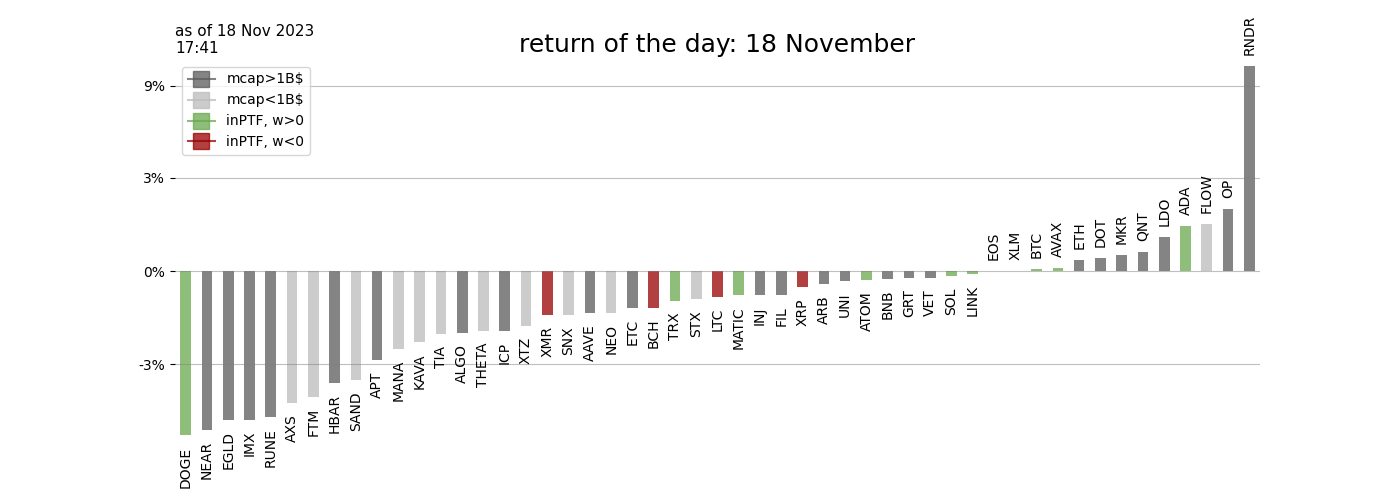 as of 18 Nov 2023
17:41
return of the day: 18 November
mcap>1B$
mcap<1B$
inPTF, w>0
inPTF, w<0
9%
3%
0%
-3%
DOGE
NEAR
EGLD
IMX
RUNE
AXS
FTM
HBAR
SAND
APT
MANA
KAVA
TIA
ALGO
THETA
ICP
XTZ
XMR
SNX
AAVE
NEO
ETC
BCH
TRX
STX
LTC
MATIC
INJ
FIL
XRP
ARB
UNI
ATOM
BNB
GRT
VET
SOL
LINK
EOS
XLM
BTC
AVAX
ETH
DOT
MKR
QNT
LDO
ADA
FLOW
OP
RNDR